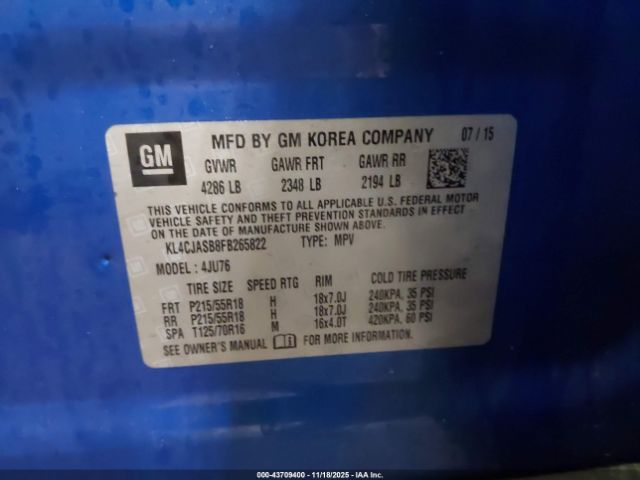 GM
MFD BY GM KOREA COMPANY 07/15
GVWR GAWR FRT GAWR RR
4286 LB 2348 LB 2194 LB
THIS VEHICLE CONFORMS TO ALL APPLICABLE U.S. FEDERAL MOTOR
VEHICLE SAFETY AND THEFT PREVENTION STANDARDS IN EFFECT
ON THE DATE OF MANUFACTURE SHOWN ABOVE.
KL4CJASB8FB265822 TYPE: MPV
MODEL: 4JU76
TIRE SIZE SPEED RTG RIM COLD TIRE PRESSURE
FRT P215/55R18 H 18x7.0J 240KPA, 35 PSI
RR P215/55R18 H 18x7.0J 240KPA, 35 PSI
SPA T125/70R16 M 16x4.0T 420KPA, 60 PSI
SEE OWNER'S MANUAL FOR MORE INFORMATION.
000-43709400 - 11/18/2025 - IAAI.com